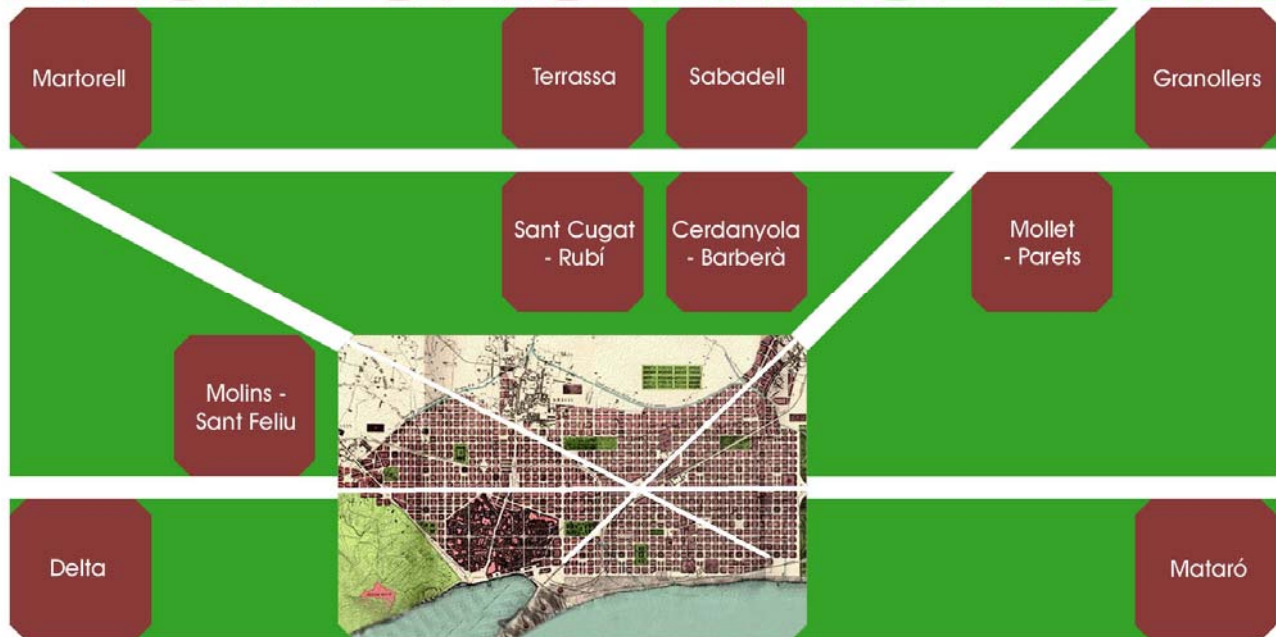 Martorell
Terrassa
Sabadell
Granollers
Sant Cugat
- Rubí
Cerdanyola
- Barberà
Mollet
- Parets
Molins -
Sant Feliu
Delta
Mataró